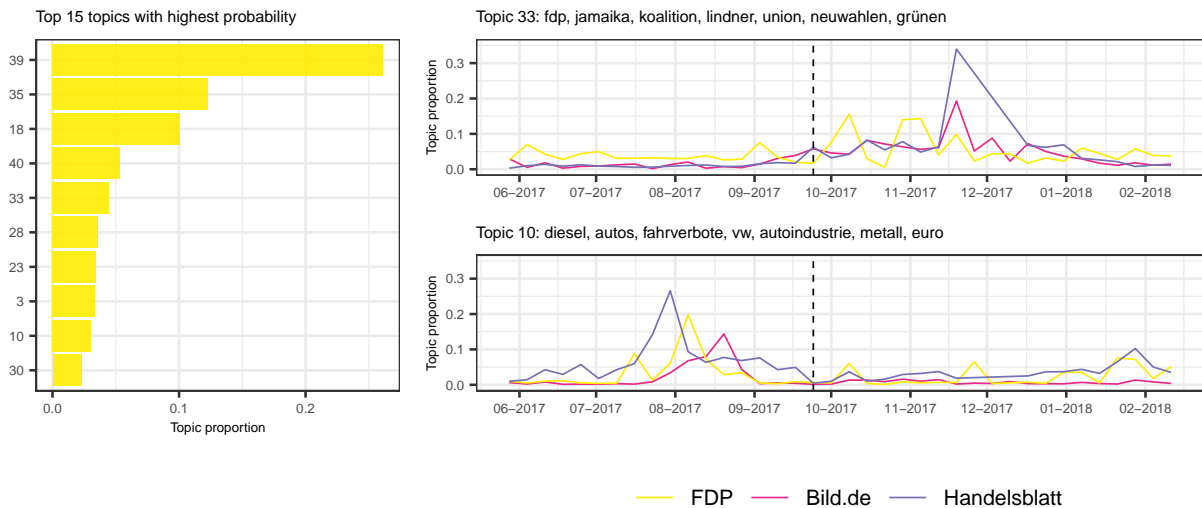 Top 15 topics with highest probability
39
35
18
40
33
28
23
3
10
30
0.0 0.1 0.2
Topic proportion
Topic 33: fdp, jamaika, koalition, lindner, union, neuwahlen, grünen
Topic proportion
0.3
0.2
0.1
0.0
06−2017 07−2017 08−2017 09−2017 10−2017 11−2017 12−2017 01−2018 02−2018
Topic 10: diesel, autos, fahrverbote, vw, autoindustrie, metall, euro
Topic proportion
0.3
0.2
0.1
0.0
06−2017 07−2017 08−2017 09−2017 10−2017 11−2017 12−2017 01−2018 02−2018
FDP Bild.de Handelsblatt